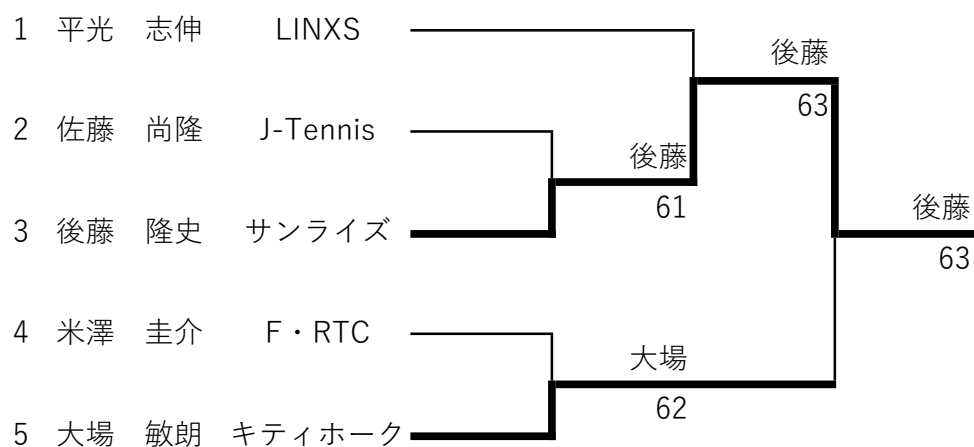 1 平光 志伸 LINXS
後藤
63
2 佐藤 尚隆 J-Tennis
後藤
61
3 後藤 隆史 サンライズ
後藤
63
4 米澤 圭介 F・RTC
大場
62
5 大場 敏朗 キティホーク